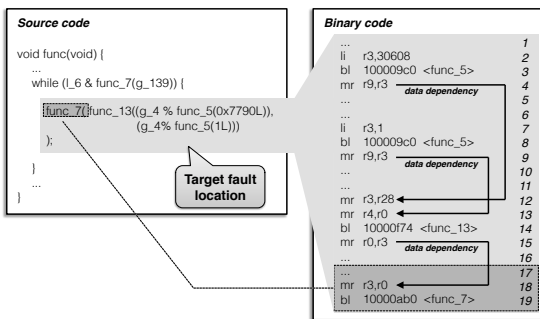 Source code
void func(void) {
...
while (l_6 & func_7(g_139)) {
func_7( func_13((g_4 % func_5(0x7790L)),
(g_4% func_5(1L)))
);
}
...
}
Target fault
location
Binary code
... 1
li r3,30608 2
bl 100009c0 <func_5> 3
mr r9,r3 data dependency 4
... 5
... 6
li r3,1 7
bl 100009c0 <func_5> 8
mr r9,r3 data dependency 9
... 10
... 11
mr r3,r28 12
mr r4,r0 13
bl 10000f74 <func_13> 14
mr r0,r3 data dependency 15
... 16
... 17
mr r3,r0 18
bl 10000ab0 <func_7> 19